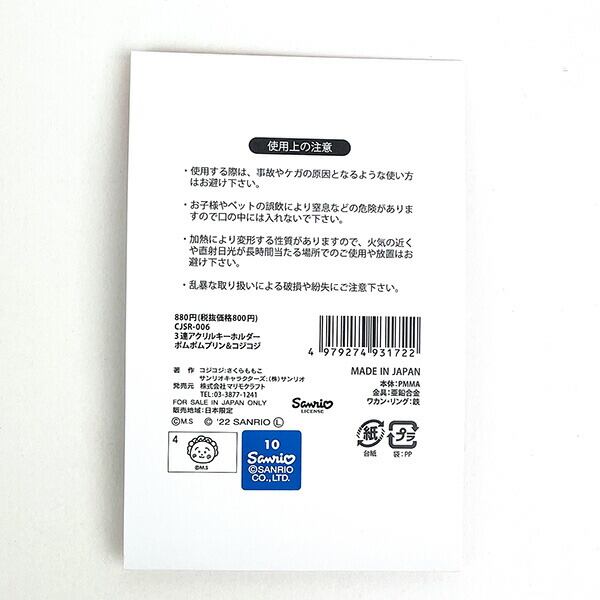 使用上の注意
・使用する際は、事故やケガの原因となるような使い方
はお避け下さい。
・お子様やペットの誤飲により窒息などの危険がありま
すので口の中には入れないで下さい。
・加熱により変形する性質がありますので、火気の近く
や直射日光が長時間当たる場所でのご使用や放置はお
避け下さい。
・乱暴な取り扱いによる破損や紛失にご注意下さい。
880円(税抜価格800円)
CJSR-006
3連アクリルキーホルダー
ポムポムプリン&コジコジ
4 979274 931722
著 作 コジコジ:さくらももこ
サンリオキャラクターズ:(株)サンリオ
発売元 株式会社マリモクラフト
TEL:03-3877-1241
FOR SALE IN JAPAN ONLY
販売地域:日本限定
ⒸM.S Ⓒ '22 SANRIO Ⓛ
Sanrio
LICENSE
MADE IN JAPAN
本体:PMMA
金具:亜鉛合金
ワカン・リング:鉄
紙
台紙
プラ
袋:PP
4
ⒸM.S
10
Sanrio
ⒸSANRIO
CO.,LTD.